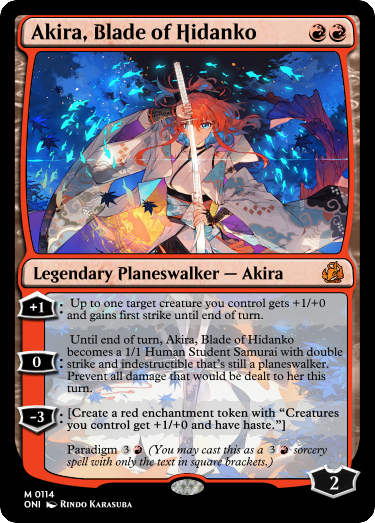 Akira, Blade of Hidanko
Legendary Planeswalker — Akira
+1: Up to one target creature you control gets +1/+0
and gains first strike until end of turn.
Until end of turn, Akira, Blade of Hidanko
becomes a 1/1 Human Student Samurai with double
0: strike and indestructible that's still a planeswalker.
Prevent all damage that would be dealt to her this
turn.
-3: [Create a red enchantment token with “Creatures
you control get +1/+0 and have haste.”]
Paradigm 3 (You may cast this as a 3 sorcery
spell with only the text in square brackets.)
2
M 0114
ONI Rindo Karasuba